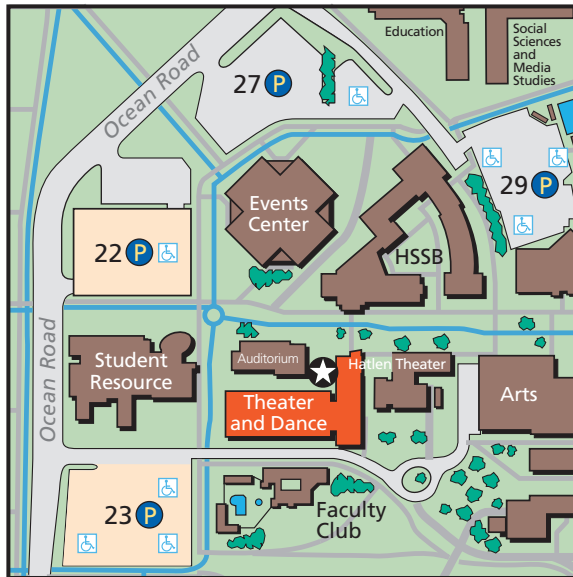 Education
Social
Sciences
and
Media
Studies
Ocean Road
27 P
29 P
Events
Center
HSSB
22 P
Ocean Road
Student
Resource
Auditorium
Hatlen Theater
Theater
and Dance
Arts
23 P
Faculty
Club